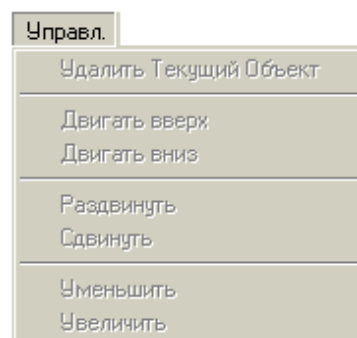 Управл.
Удалить Текущий Объект
Двигать вверх
Двигать вниз
Раздвинуть
Сдвинуть
Уменьшить
Увеличить